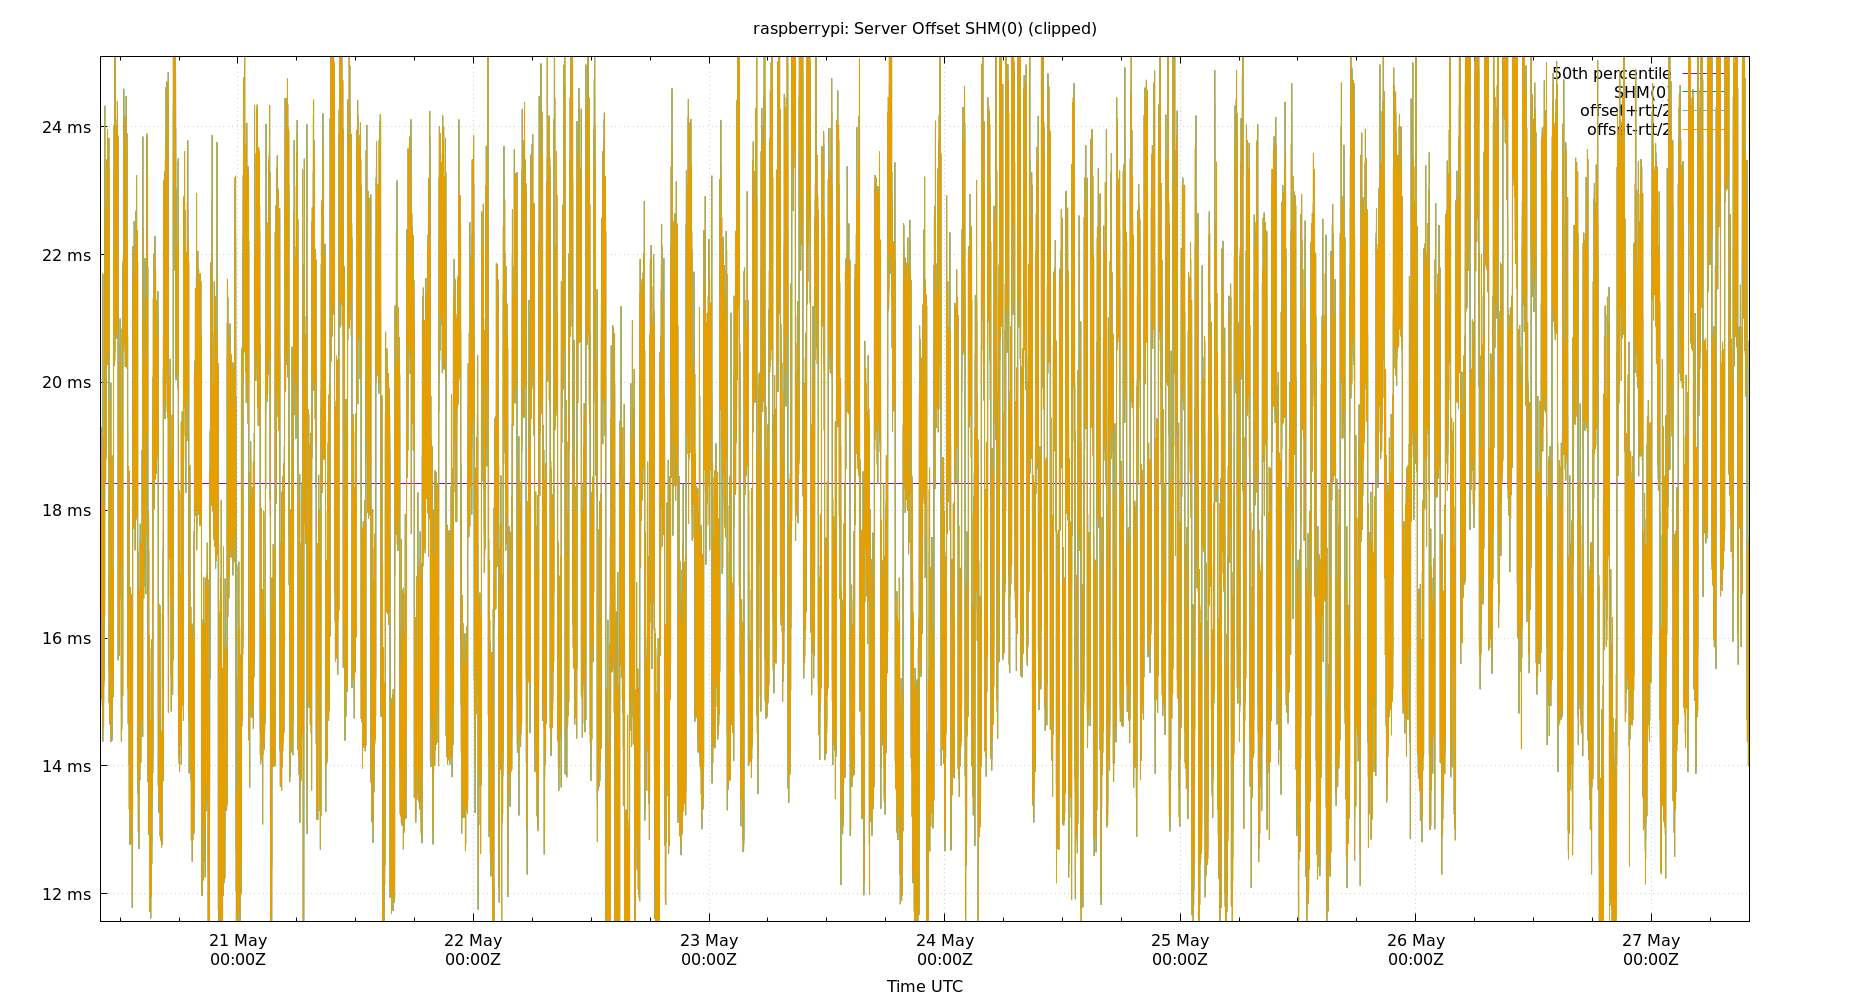 raspberrypi: Server Offset SHM(0) (clipped)
50th percentile
SHM(0)
offset+rtt/2
offset-rtt/2
24 ms
22 ms
20 ms
18 ms
16 ms
14 ms
12 ms
21 May 22 May 23 May 24 May 25 May 26 May 27 May
00:00Z 00:00Z 00:00Z 00:00Z 00:00Z 00:00Z 00:00Z
Time UTC